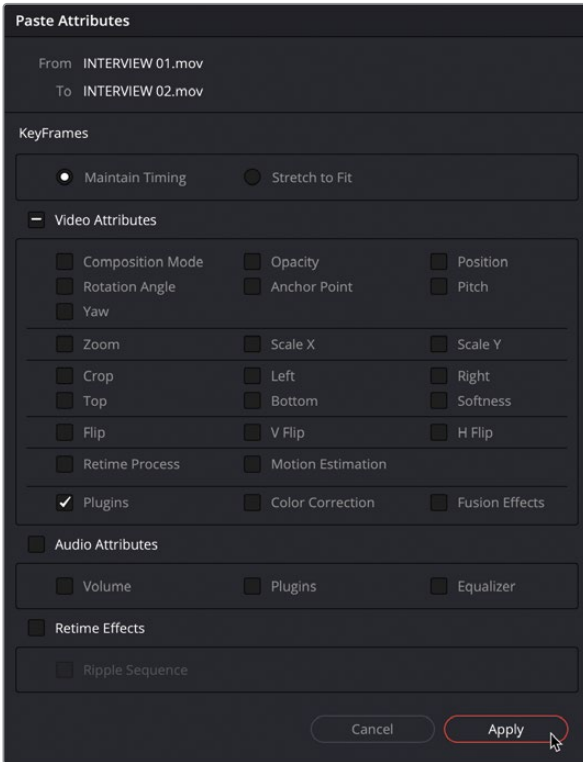 Paste Attributes
From INTERVIEW 01.mov
To INTERVIEW 02.mov
KeyFrames
Maintain Timing Stretch to Fit
Video Attributes
Composition Mode Opacity Position
Rotation Angle Anchor Point Pitch
Yaw
Zoom Scale X Scale Y
Crop Left Right
Top Bottom Softness
Flip V Flip H Flip
Retime Process Motion Estimation
Plugins Color Correction Fusion Effects
Audio Attributes
Volume Plugins Equalizer
Retime Effects
Ripple Sequence
Cancel Apply